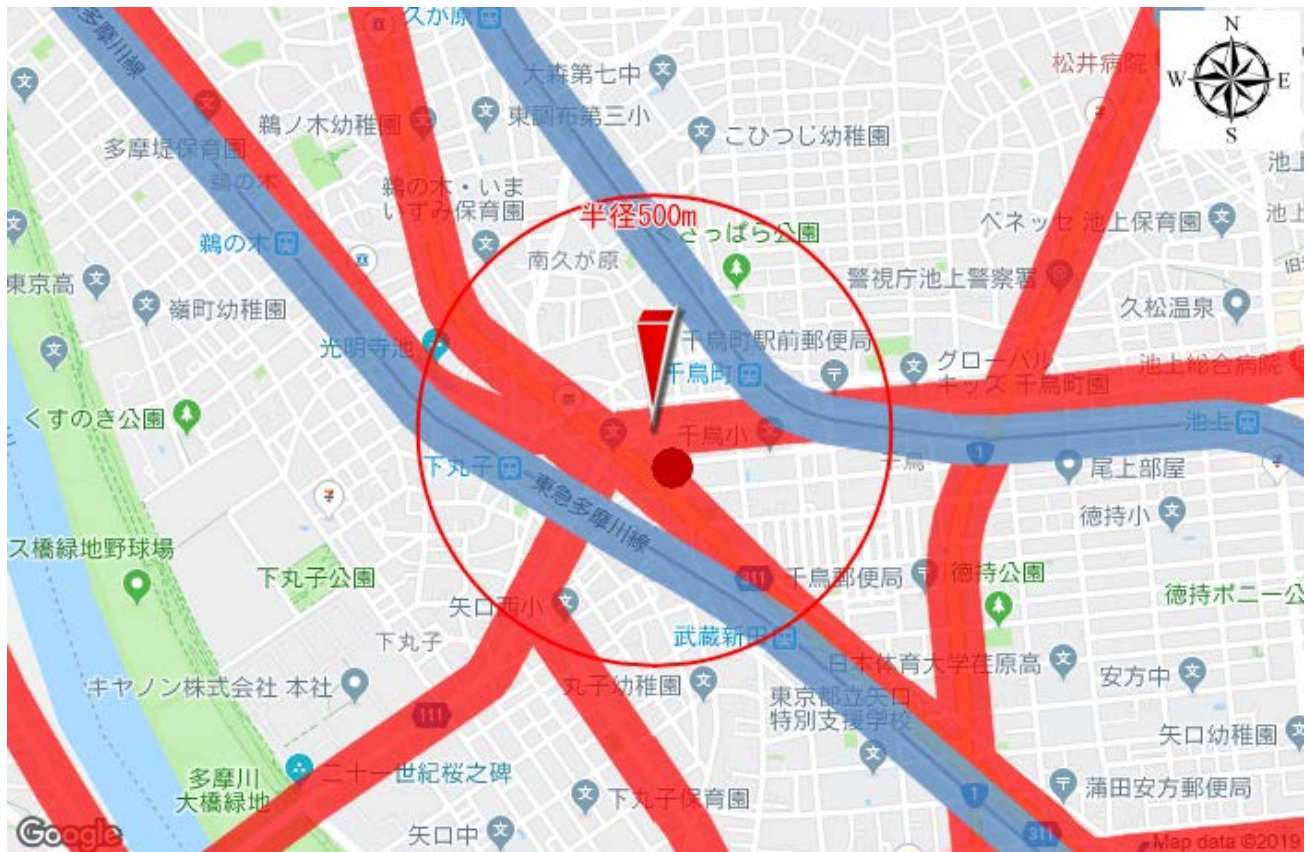 久が原
多摩川線
大森第七中
松井病院
N
W
E
S
鵜ノ木幼稚園
東調布第三小
こひつじ幼稚園
多摩堤保育園
鵜の木
鵜の木・いま
いずみ保育園
半径500m
さっぱら公園
ベネッセ 池上保育園
鵜の木
南久が原
警視庁池上警察署
東京高
嶺町幼稚園
久松温泉
光明寺池
千鳥町駅前郵便局
千鳥町
グローバル
キッズ 千鳥町園
池上総合病院
くすのき公園
千鳥小
池上
下丸子
千鳥
1
尾上部屋
東急多摩川線
徳持小
ス橋緑地野球場
下丸子公園
311
千鳥郵便局
徳持公園
徳持ポニー公
矢口西小
下丸子
武蔵新田
日本体育大学荏原高
安方中
キヤノン株式会社 本社
丸子幼稚園
東京都立矢口
特別支援学校
111
矢口幼稚園
多摩川
大橋緑地
二十一世紀桜之碑
下丸子保育園
1
蒲田安方郵便局
矢口中
311
Google
Map data ©2019